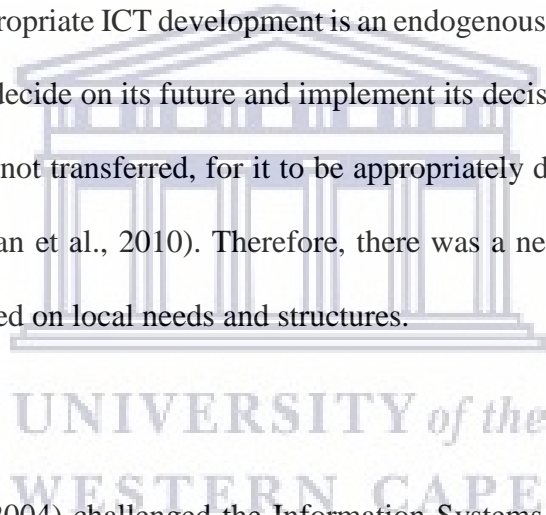 ropriate ICT development is an endogenous
decide on its future and implement its decis
not transferred, for it to be appropriately d
an et al., 2010). Therefore, there was a ne
ed on local needs and structures.
UNIVERSITY of the
WESTERN CAPE
2004) challenged the Information Systems